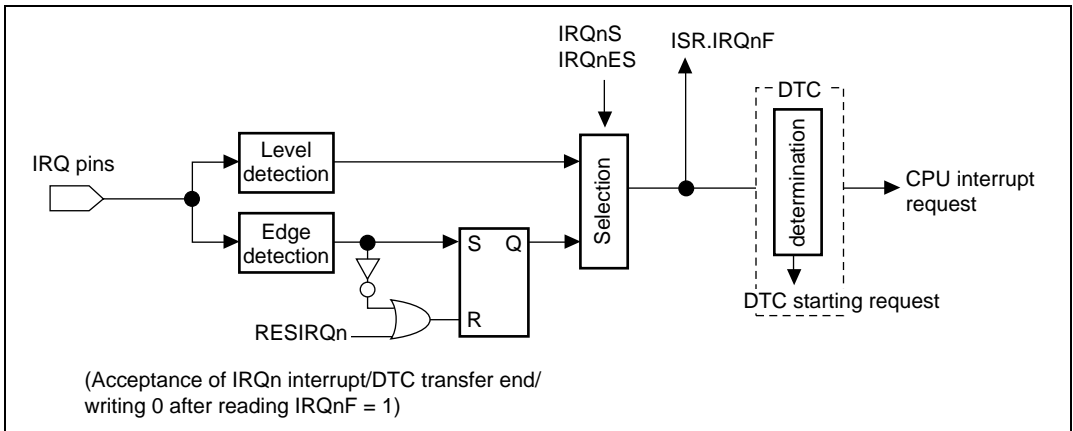 IRQnS
IRQnES
ISR.IRQnF
DTC
IRQ pins
Level
detection
Selection
determination
CPU interrupt
request
Edge
detection
S Q
R
RESIRQn
DTC starting request
(Acceptance of IRQn interrupt/DTC transfer end/
writing 0 after reading IRQnF = 1)